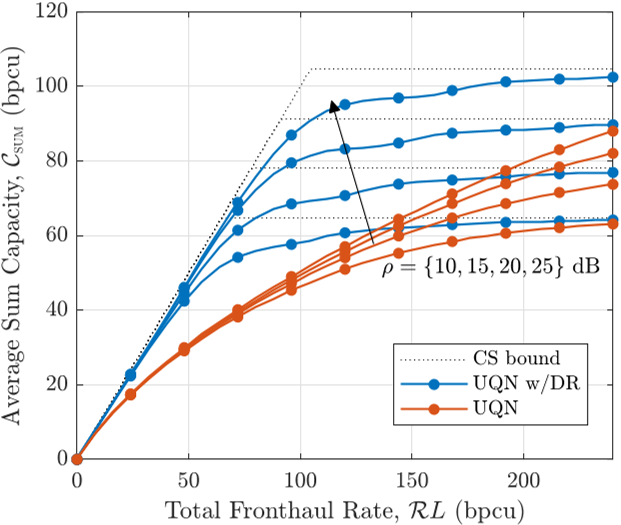 120
100
80
60
40
20
0
0 50 100 150 200
Average Sum Capacity, 𝒞_SUM (bpcu)
Total Fronthaul Rate, ℛL (bpcu)
ρ = {10, 15, 20, 25} dB
CS bound
UQN w/DR
UQN